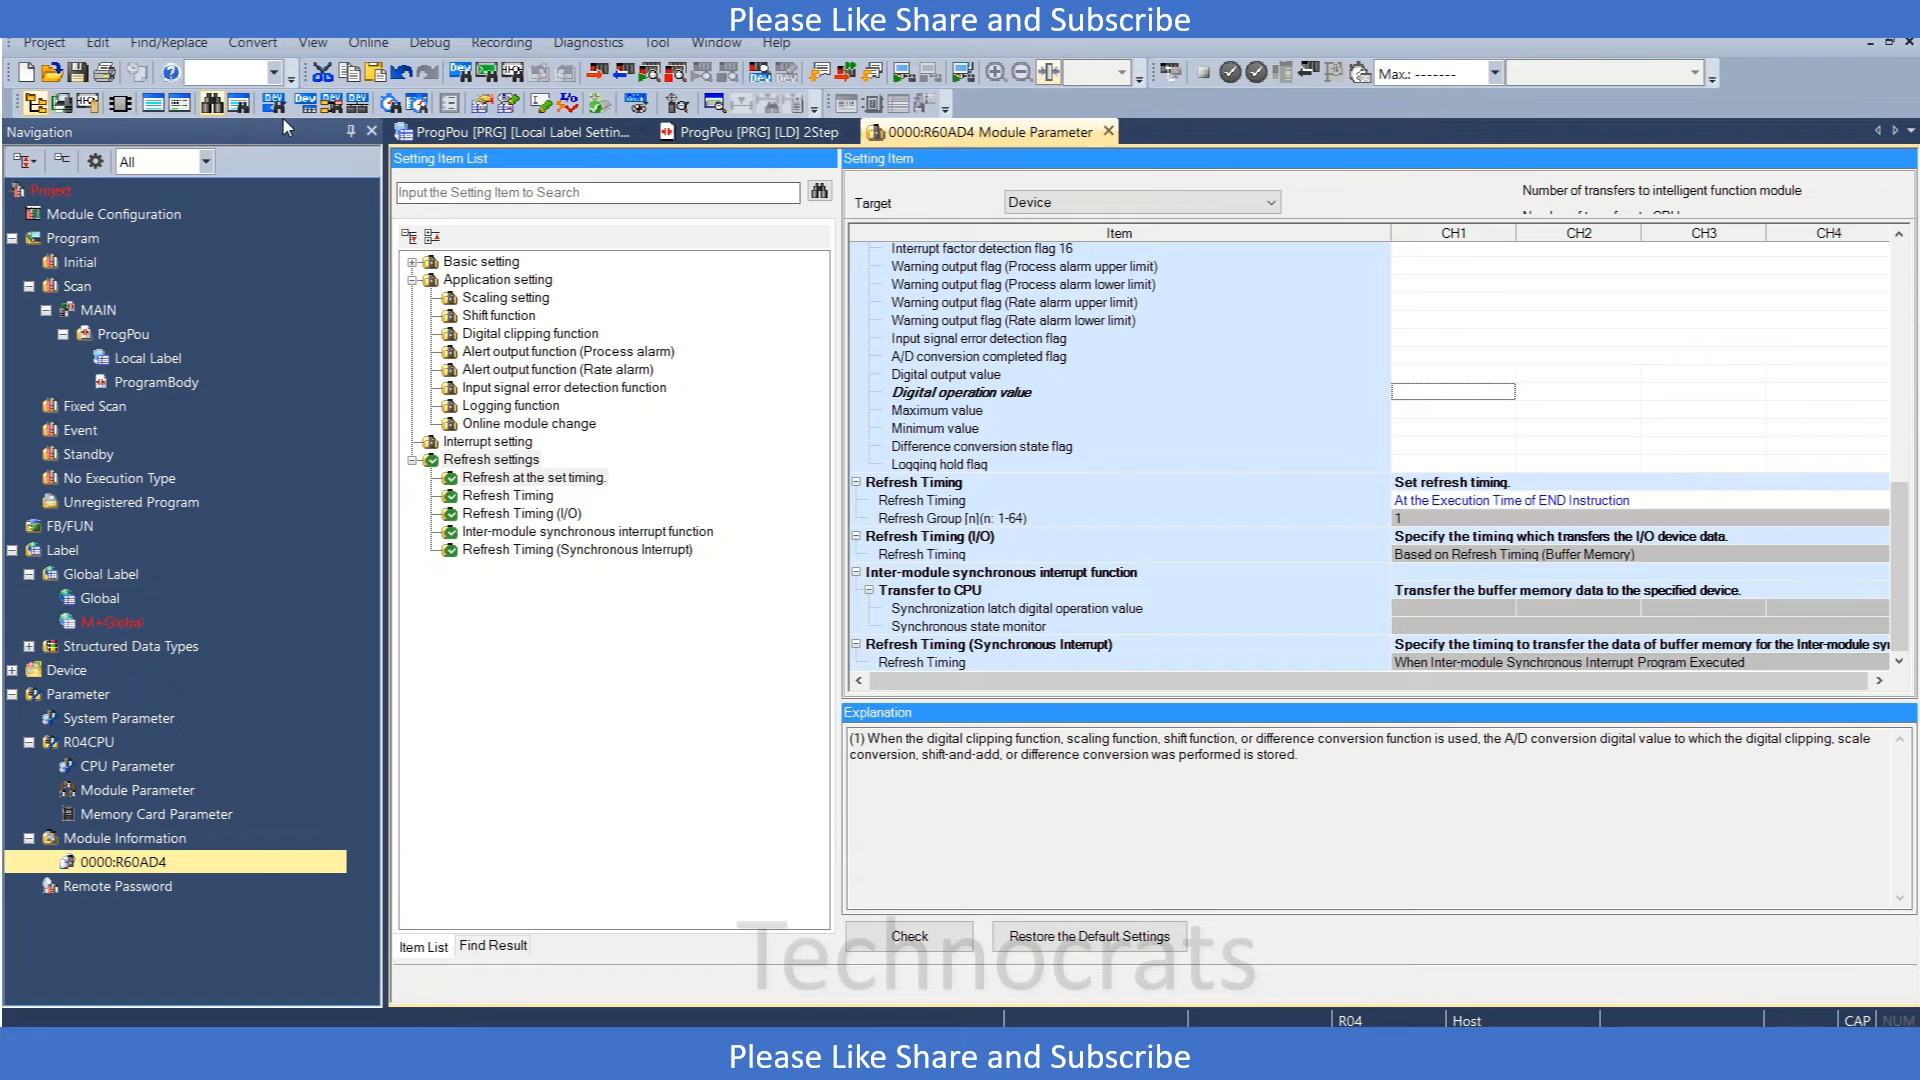 Please Like Share and Subscribe
Project Edit Find/Replace Convert View Online Debug Recording Diagnostics Tool Window Help
Max.: -------
Navigation
ProgPou [PRG] [Local Label Settin...
ProgPou [PRG] [LD] 2Step
0000:R60AD4 Module Parameter
All
Project
Module Configuration
Program
Initial
Scan
MAIN
ProgPou
Local Label
ProgramBody
Fixed Scan
Event
Standby
No Execution Type
Unregistered Program
FB/FUN
Label
Global Label
Global
M+Global
Structured Data Types
Device
Parameter
System Parameter
R04CPU
CPU Parameter
Module Parameter
Memory Card Parameter
Module Information
0000:R60AD4
Remote Password
Setting Item List
Input the Setting Item to Search
Basic setting
Application setting
Scaling setting
Shift function
Digital clipping function
Alert output function (Process alarm)
Alert output function (Rate alarm)
Input signal error detection function
Logging function
Online module change
Interrupt setting
Refresh settings
Refresh at the set timing.
Refresh Timing
Refresh Timing (I/O)
Inter-module synchronous interrupt function
Refresh Timing (Synchronous Interrupt)
Item List
Find Result
Setting Item
Target
Device
Number of transfers to intelligent function module
Item CH1 CH2 CH3 CH4
Interrupt factor detection flag 16
Warning output flag (Process alarm upper limit)
Warning output flag (Process alarm lower limit)
Warning output flag (Rate alarm upper limit)
Warning output flag (Rate alarm lower limit)
Input signal error detection flag
A/D conversion completed flag
Digital output value
Digital operation value
Maximum value
Minimum value
Difference conversion state flag
Logging hold flag
Refresh Timing Set refresh timing.
Refresh Timing At the Execution Time of END Instruction
Refresh Group [n](n: 1-64) 1
Refresh Timing (I/O) Specify the timing which transfers the I/O device data.
Refresh Timing Based on Refresh Timing (Buffer Memory)
Inter-module synchronous interrupt function
Transfer to CPU Transfer the buffer memory data to the specified device.
Synchronization latch digital operation value
Synchronous state monitor
Refresh Timing (Synchronous Interrupt) Specify the timing to transfer the data of buffer memory for the Inter-module sy
Refresh Timing When Inter-module Synchronous Interrupt Program Executed
Explanation
(1) When the digital clipping function, scaling function, shift function, or difference conversion function is used, the A/D conversion digital value to which the digital clipping, scale
conversion, shift-and-add, or difference conversion was performed is stored.
Check
Restore the Default Settings
Technocrats
R04 Host CAP NUM
Please Like Share and Subscribe